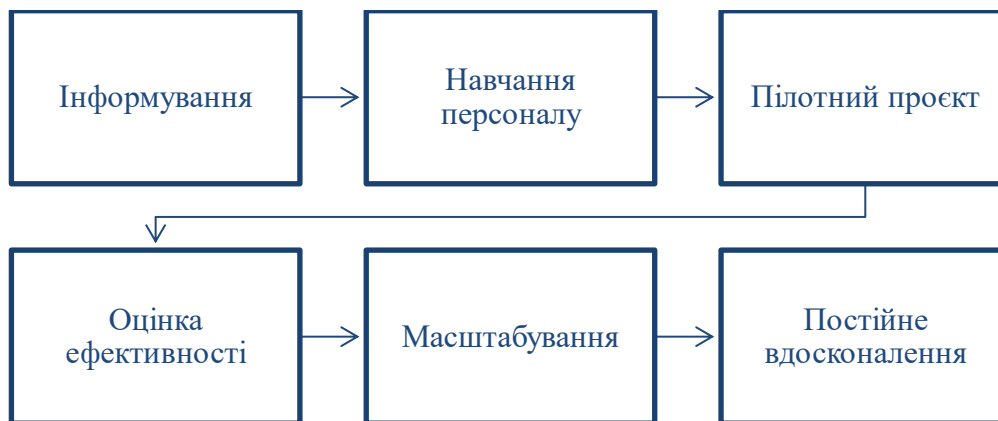 Інформування
Навчання
персоналу
Пілотний проєкт
Оцінка
ефективності
Масштабування
Постійне
вдосконалення